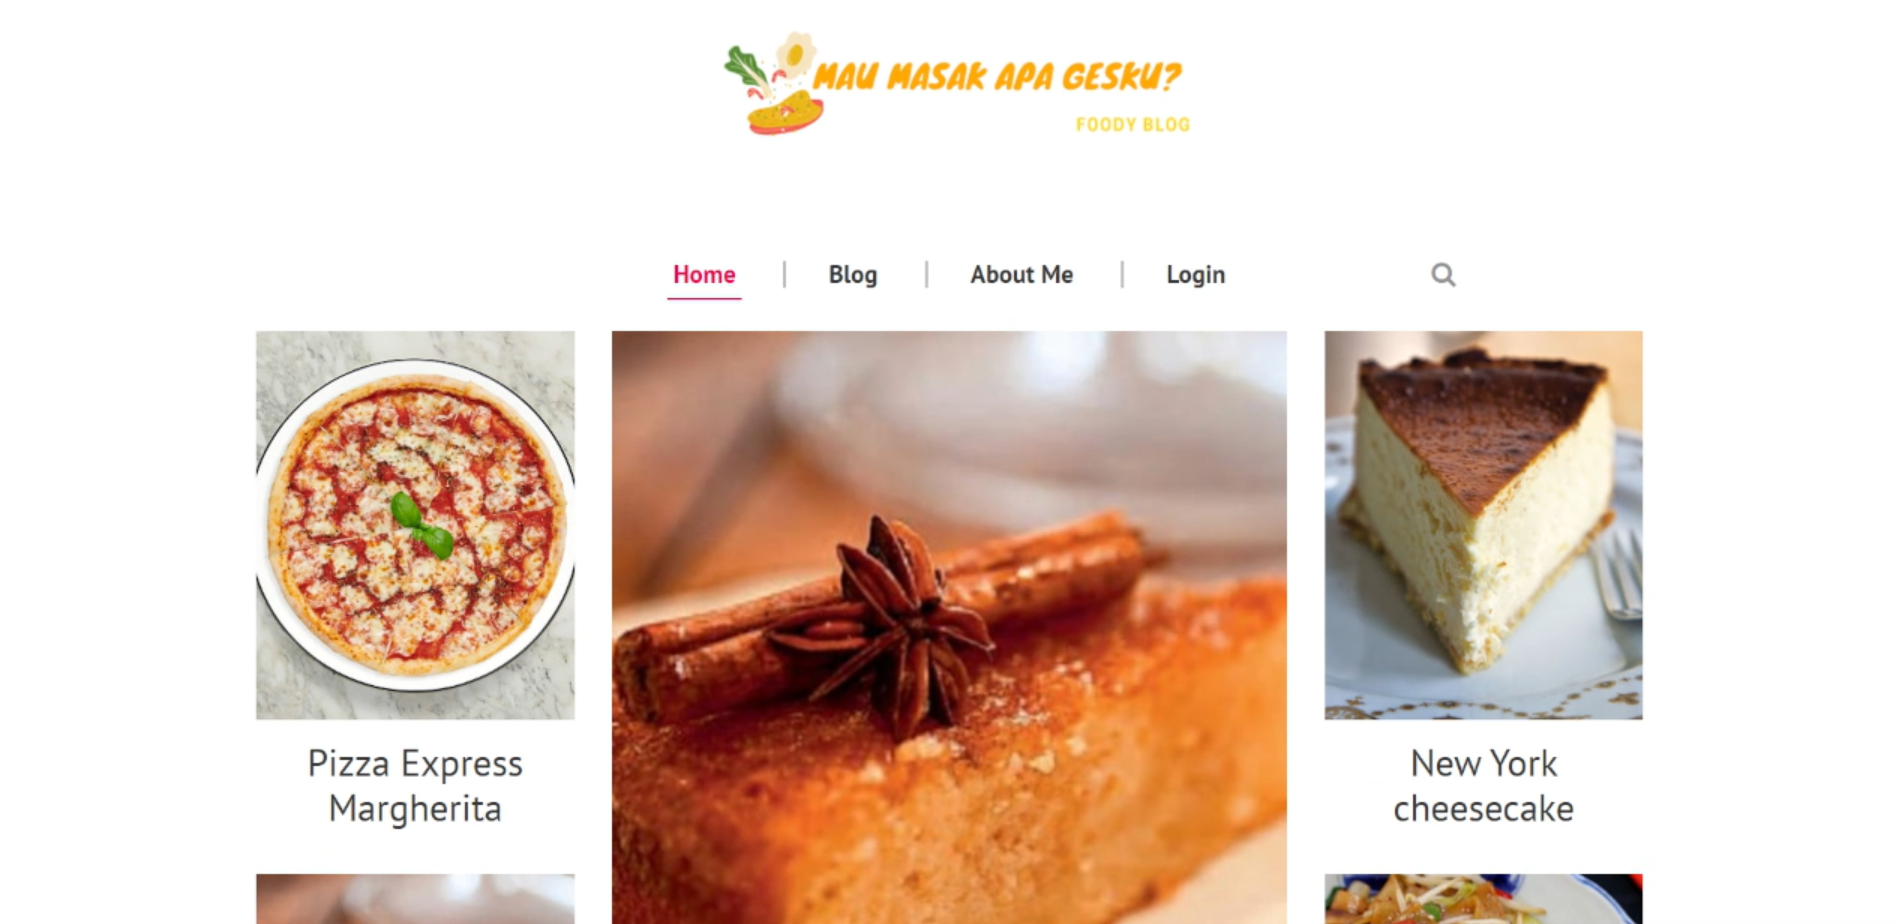 MAU MASAK APA GESKU?
FOODY BLOG
Home
Blog
About Me
Login
Pizza Express
Margherita
New York
cheesecake